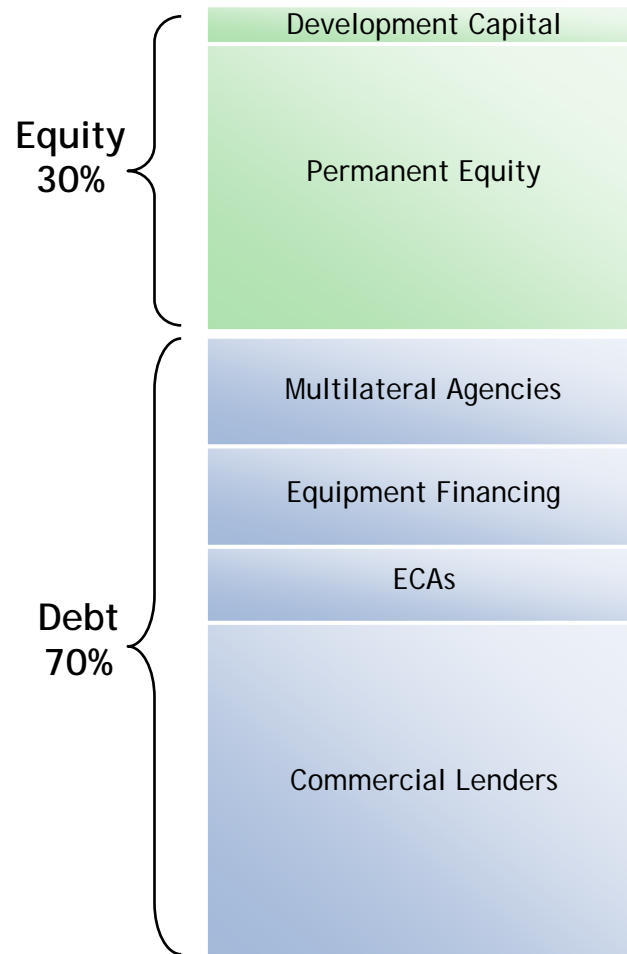 Development Capital
Equity
30%
Permanent Equity
Multilateral Agencies
Equipment Financing
ECAs
Debt
70%
Commercial Lenders